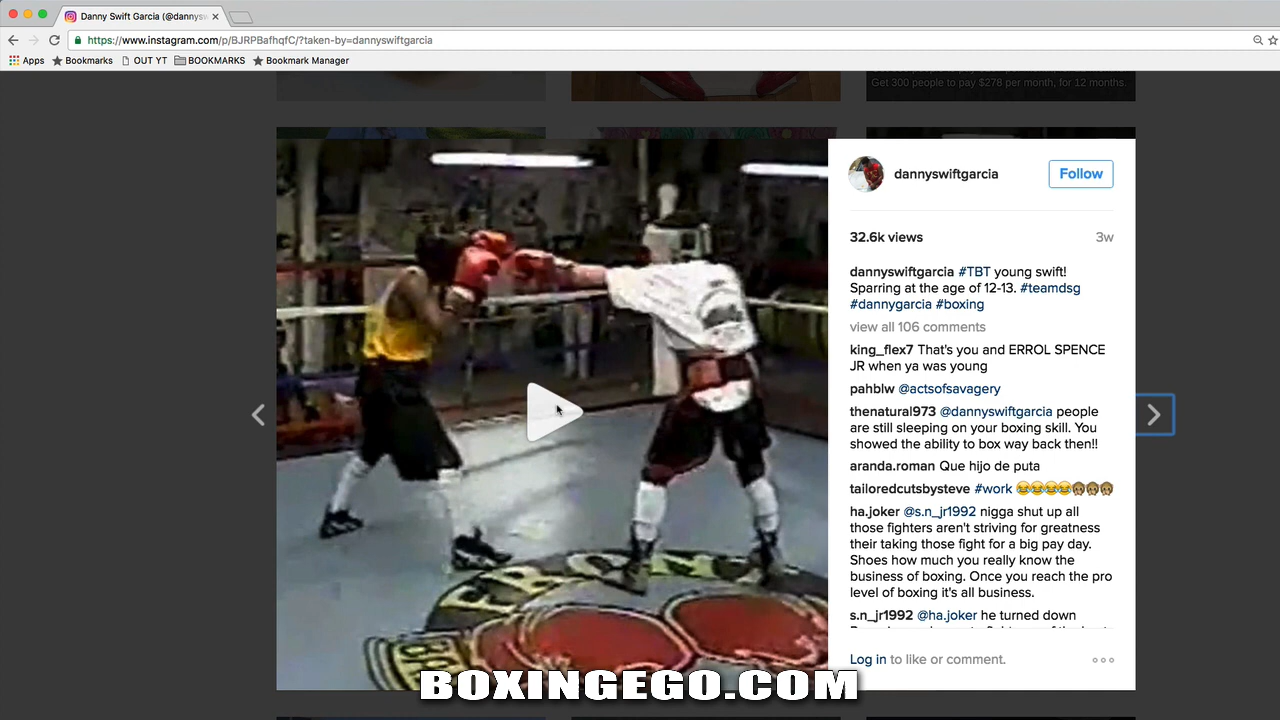 Danny Swift Garcia (@dannysw
https://www.instagram.com/p/BJRPBafhqfC/?taken-by=dannyswiftgarcia
Apps Bookmarks OUT YT BOOKMARKS Bookmark Manager
Get 300 people to pay $278 per month, for 12 months.
dannyswiftgarcia Follow
32.6k views 3w
dannyswiftgarcia #TBT young swift!
Sparring at the age of 12-13. #teamdsg
#dannygarcia #boxing
view all 106 comments
king_flex7 That's you and ERROL SPENCE
JR when ya was young
pahblw @actsofsavagery
thenatural973 @dannyswiftgarcia people
are still sleeping on your boxing skill. You
showed the ability to box way back then!!
aranda.roman Que hijo de puta
tailoredcutsbysteve #work 😂😂😂😂🙈🙈🙈
ha.joker @s.n_jr1992 nigga shut up all
those fighters aren't striving for greatness
their taking those fight for a big pay day.
Shoes how much you really know the
business of boxing. Once you reach the pro
level of boxing it's all business.
s.n_jr1992 @ha.joker he turned down
Log in to like or comment.
BOXINGEGO.COM